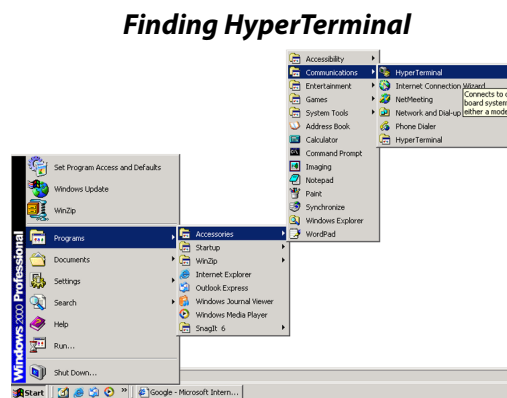 Finding HyperTerminal
Accessibility
Communications
Entertainment
Games
System Tools
Address Book
Calculator
Command Prompt
Imaging
Notepad
Paint
Synchronize
Windows Explorer
WordPad
HyperTerminal
Internet Connection Wizard
NetMeeting
Network and Dial-up
Phone Dialer
HyperTerminal
Connects to
board system
either a mode
Set Program Access and Defaults
Windows Update
WinZip
Programs
Documents
Settings
Search
Help
Run...
Shut Down...
Windows 2000 Professional
Accessories
Startup
WinZip
Internet Explorer
Outlook Express
Windows Journal Viewer
Windows Media Player
SnagIt 6
Start
»
Google - Microsoft Intern...